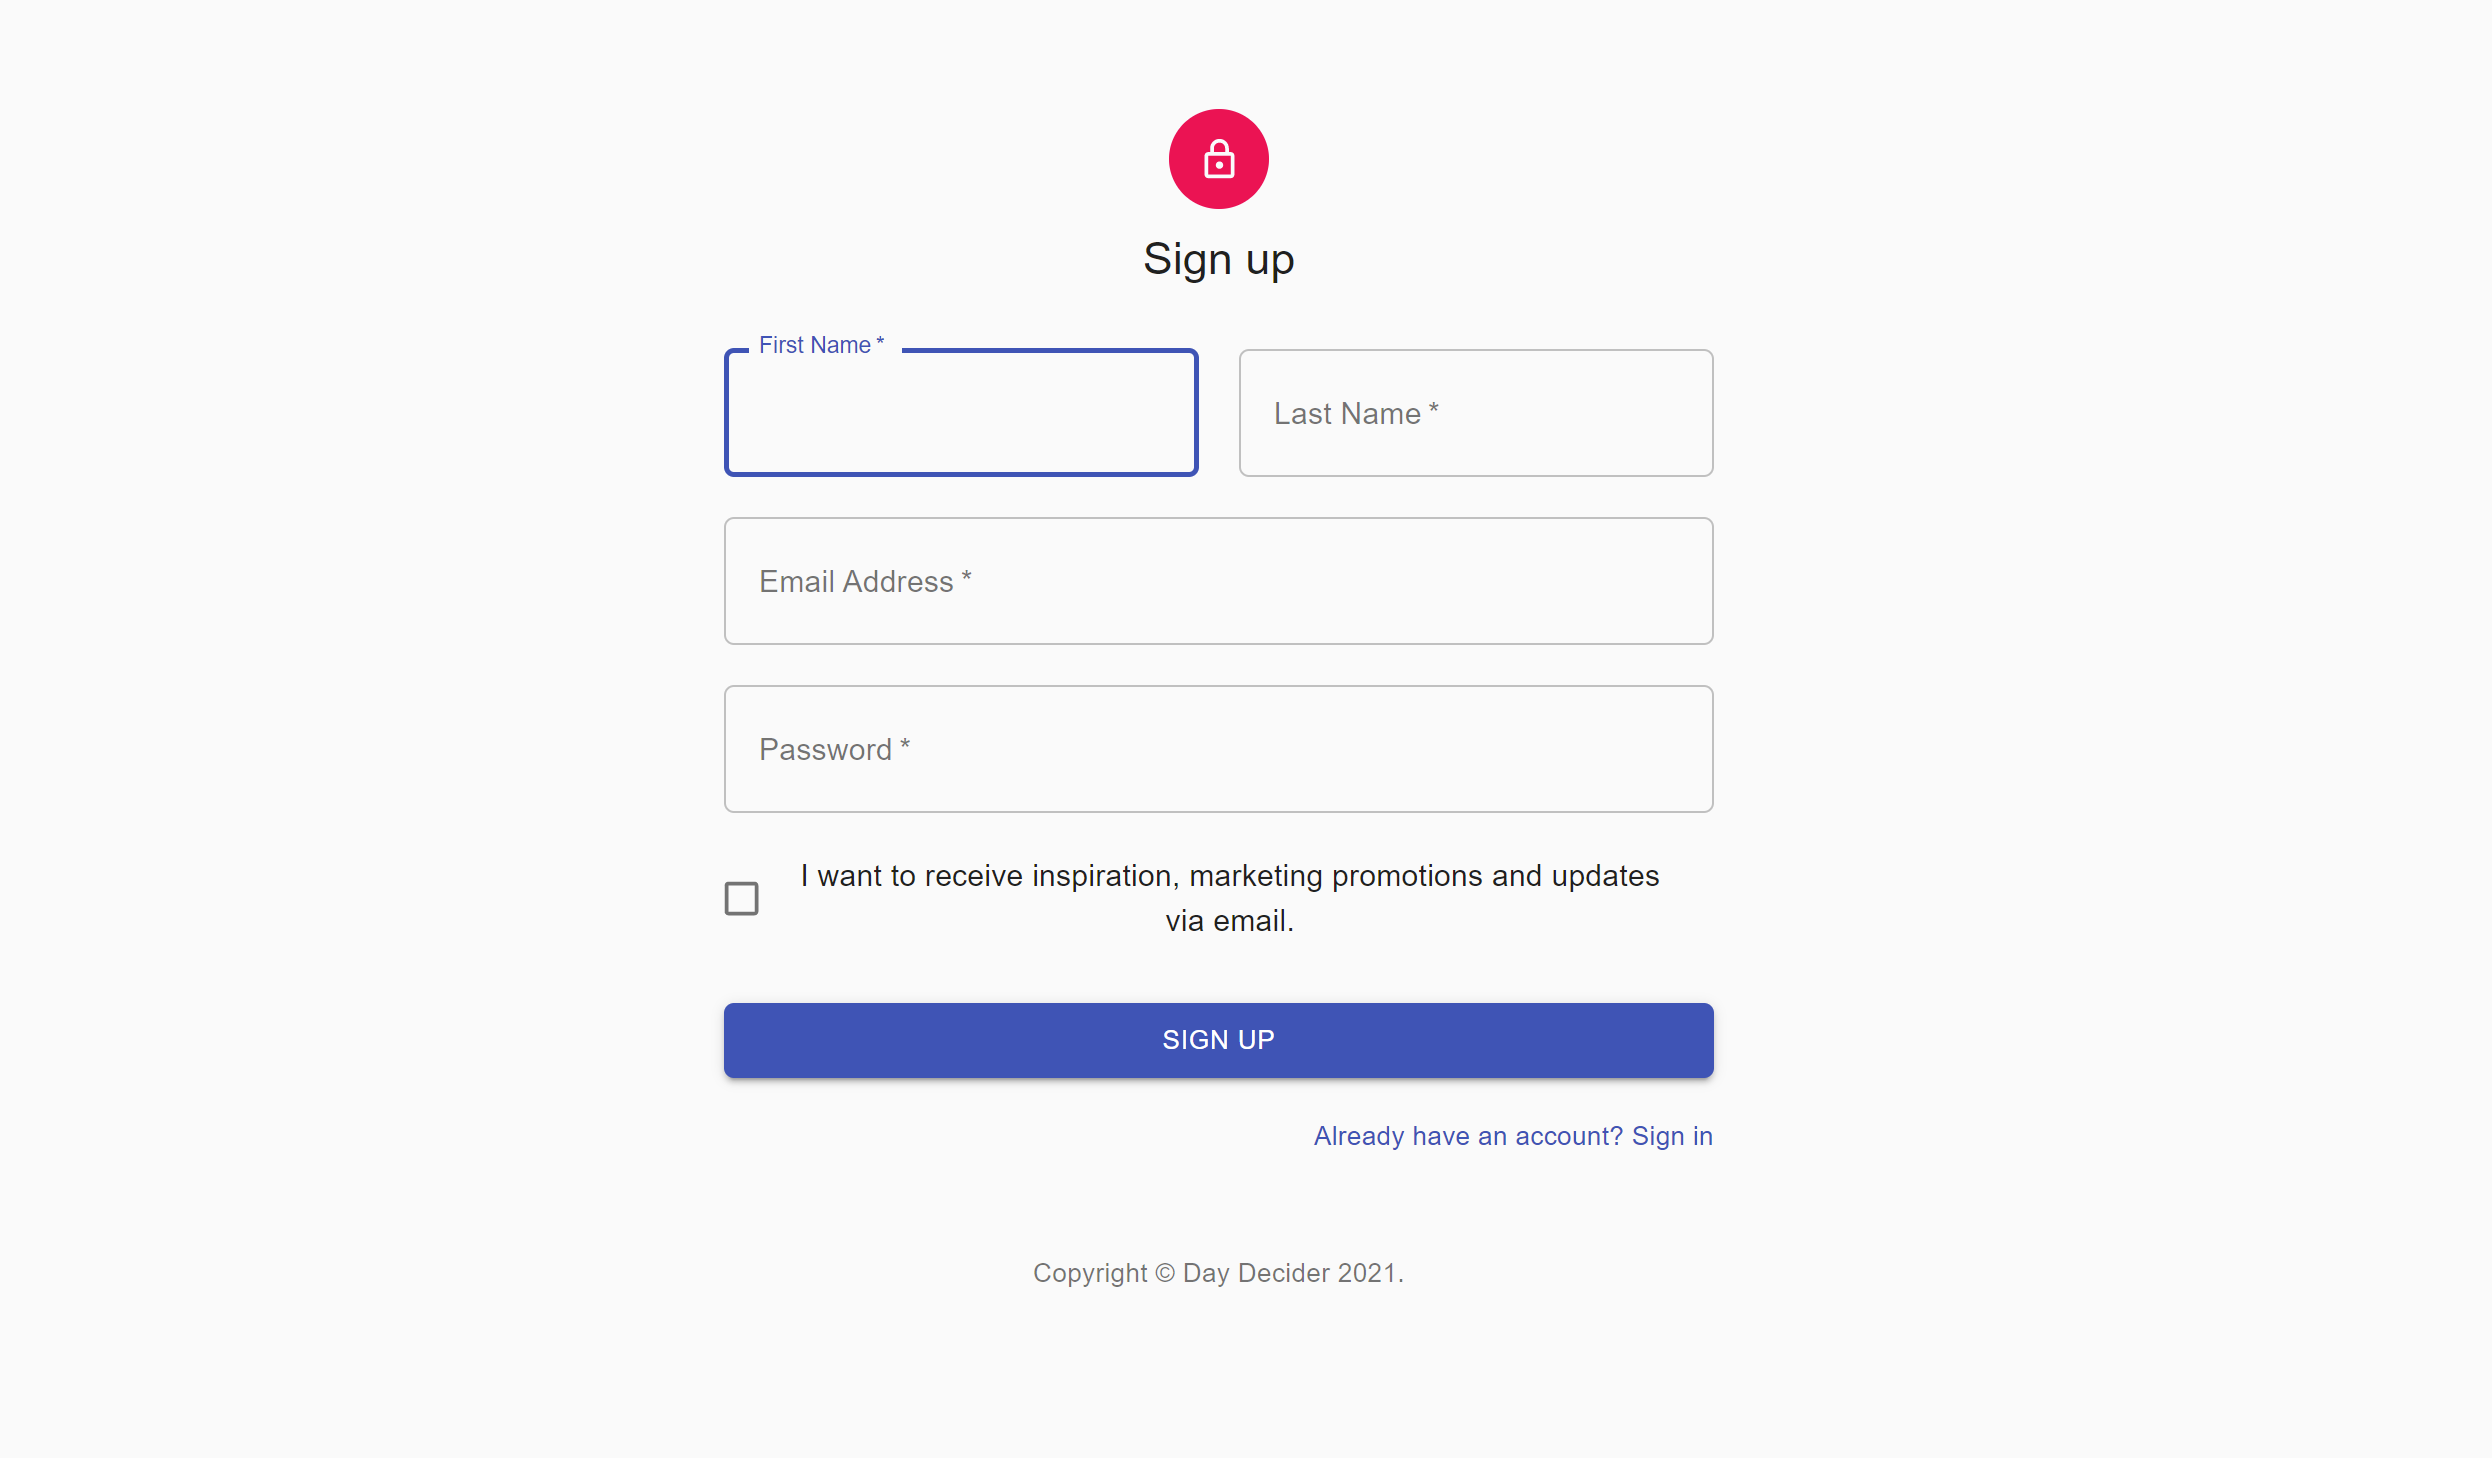 Sign up
First Name *
Last Name *
Email Address *
Password *
I want to receive inspiration, marketing promotions and updates
via email.
SIGN UP
Already have an account? Sign in
Copyright © Day Decider 2021.